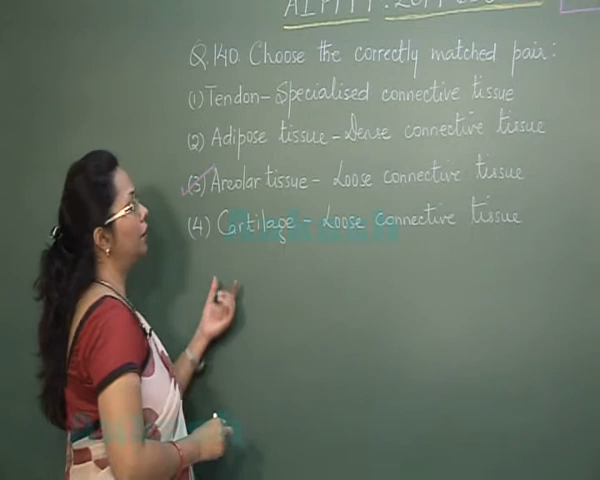 Q.140. Choose the correctly matched pair:
(1) Tendon – Specialised connective tissue
(2) Adipose tissue – Dense connective tissue
(3) Areolar tissue – Loose connective tissue
(4) Cartilage – Loose connective tissue